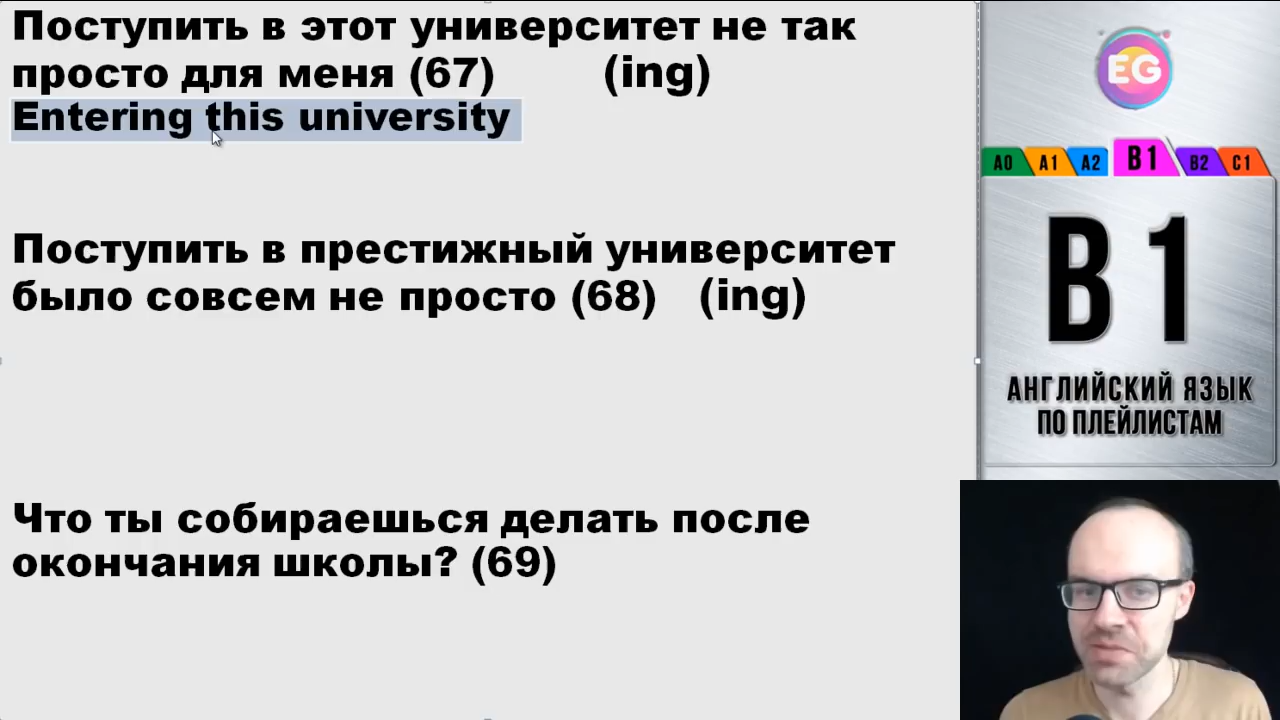 Поступить в этот университет не так
просто для меня (67) (ing)
Entering this university
Поступить в престижный университет
было совсем не просто (68) (ing)
Что ты собираешься делать после
окончания школы? (69)
EG
A0 A1 A2 B1 B2 C1
B1
АНГЛИЙСКИЙ ЯЗЫК
ПО ПЛЕЙЛИСТАМ